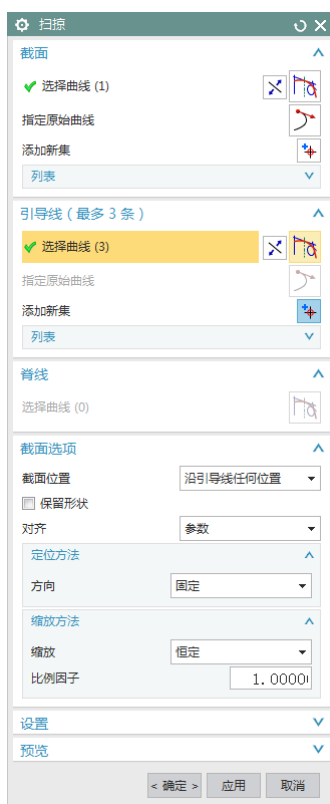 扫掠
截面
选择曲线 (1)
指定原始曲线
添加新集
列表
引导线（最多 3 条）
选择曲线 (3)
指定原始曲线
添加新集
列表
脊线
选择曲线 (0)
截面选项
截面位置 沿引导线任何位置
保留形状
对齐 参数
定位方法
方向 固定
缩放方法
缩放 恒定
比例因子 1.0000
设置
预览
< 确定 > 应用 取消